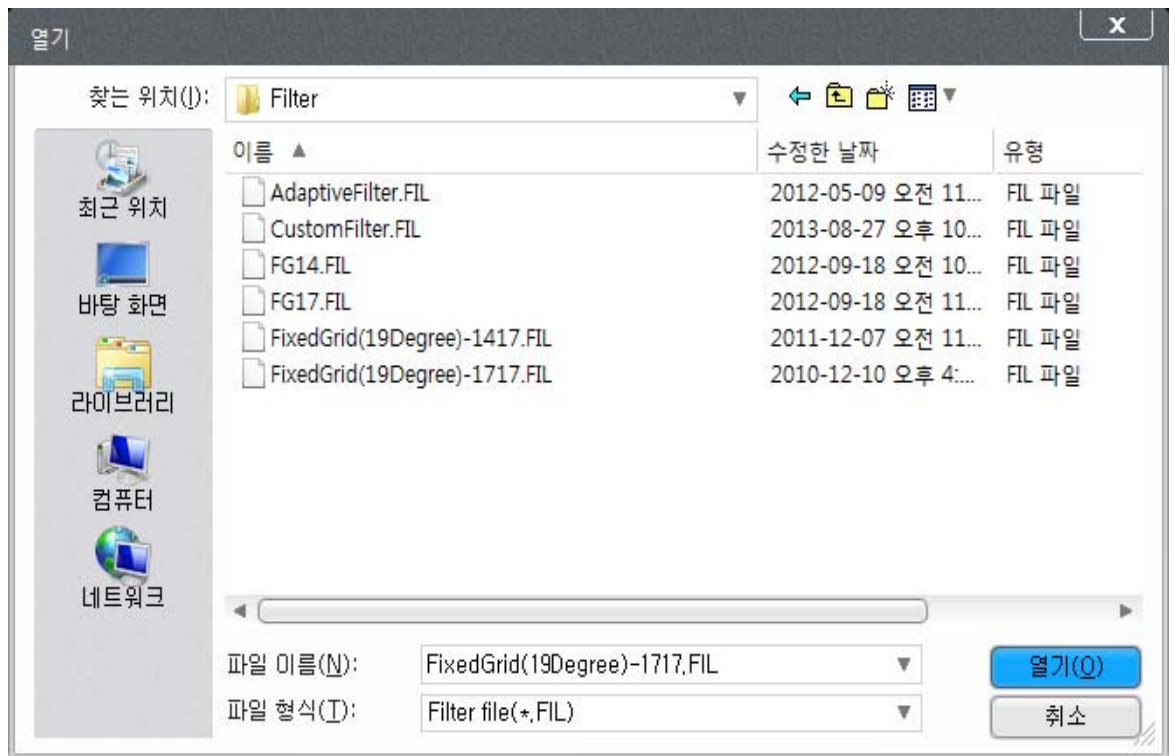 열기
x
찾는 위치(I): Filter
이름 수정한 날짜 유형
AdaptiveFilter.FIL 2012-05-09 오전 11... FIL 파일
CustomFilter.FIL 2013-08-27 오후 10... FIL 파일
FG14.FIL 2012-09-18 오전 10... FIL 파일
FG17.FIL 2012-09-18 오전 11... FIL 파일
FixedGrid(19Degree)-1417.FIL 2011-12-07 오전 11... FIL 파일
FixedGrid(19Degree)-1717.FIL 2010-12-10 오후 4:... FIL 파일
최근 위치
바탕 화면
라이브러리
컴퓨터
네트워크
파일 이름(N): FixedGrid(19Degree)-1717,FIL 열기(O)
파일 형식(T): Filter file(*,FIL) 취소